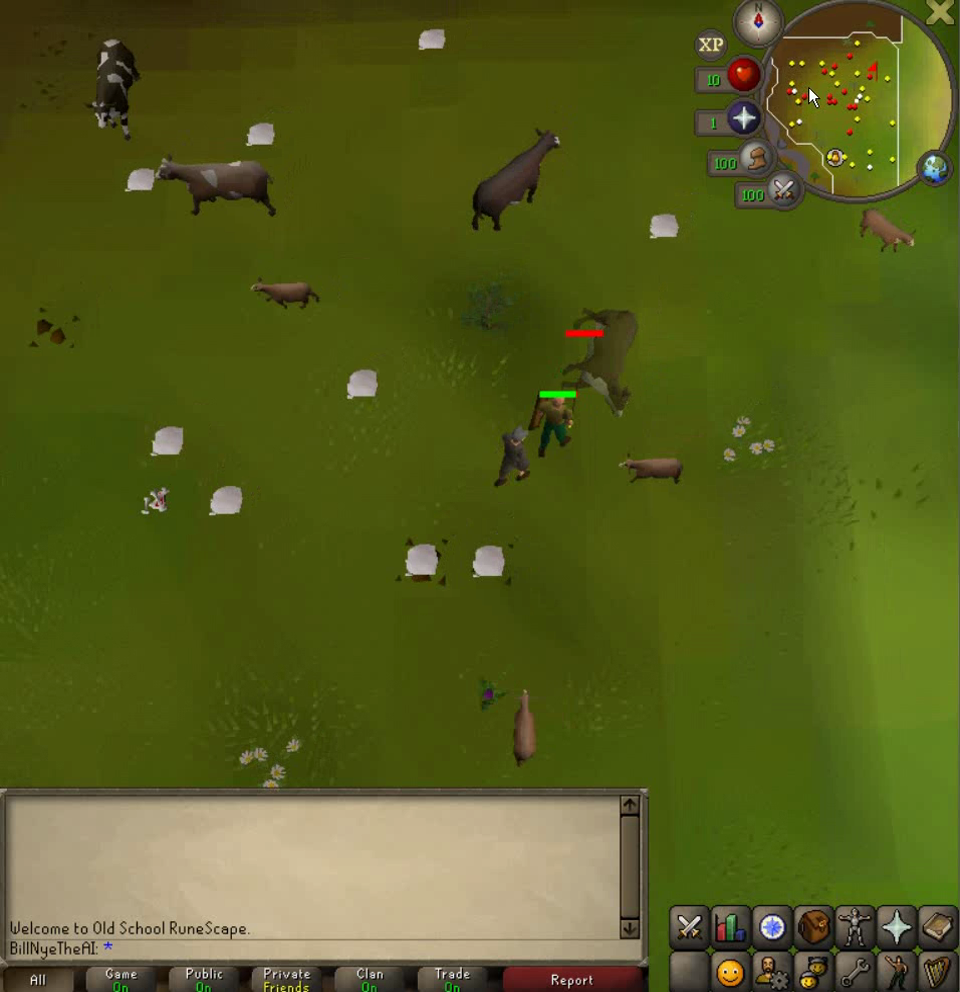 N
XP
10
1
100
100
Welcome to Old School RuneScape.
BillNyeTheAI: *
All
Game
On
Public
On
Private
Friends
Clan
On
Trade
On
Report